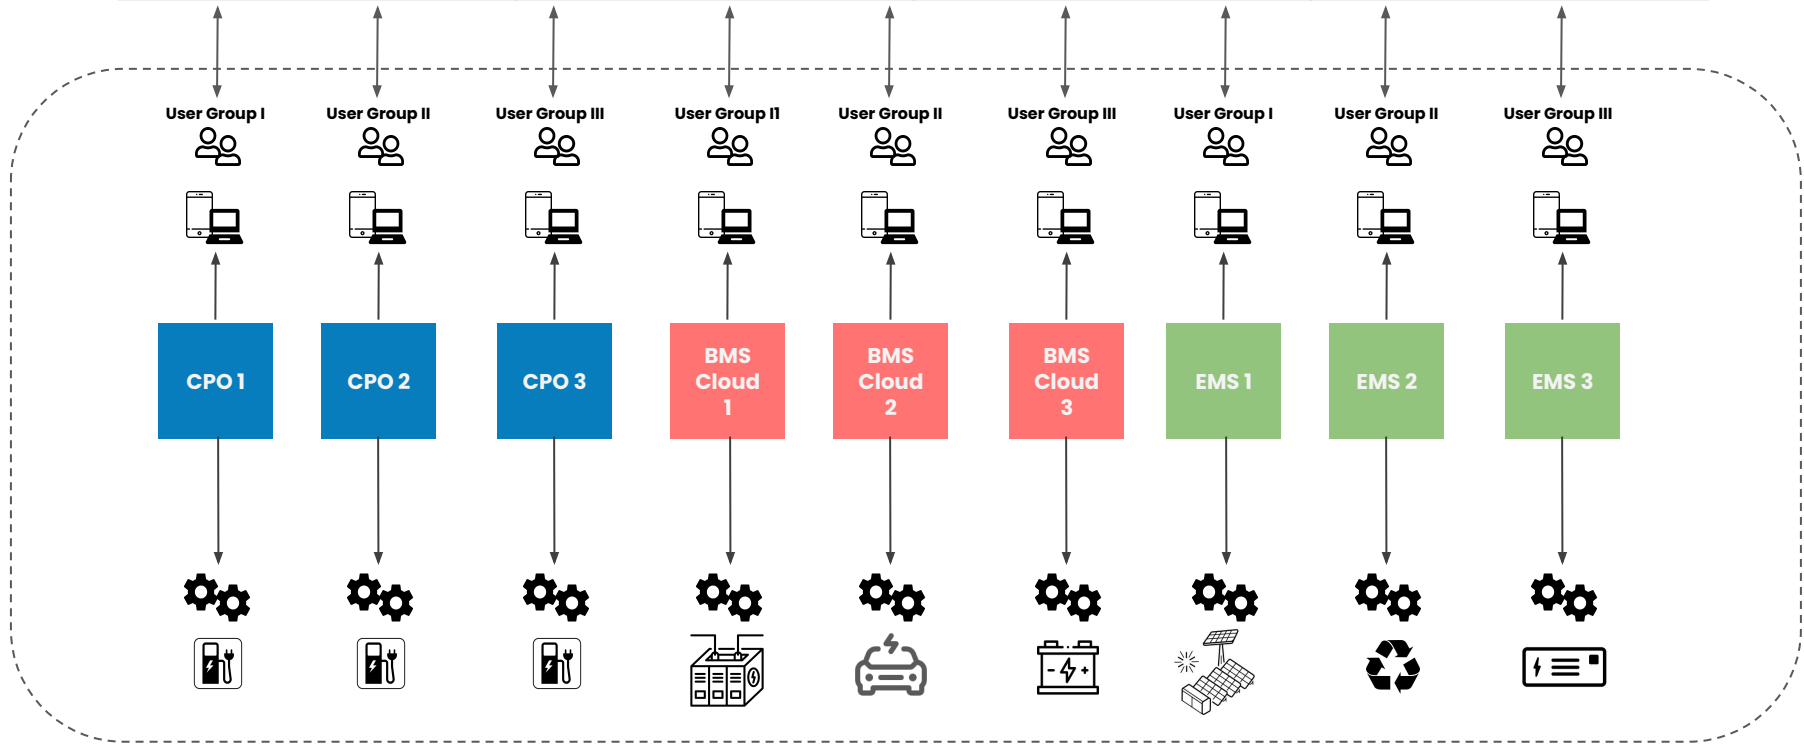 User Group I
User Group II
User Group III
User Group I1
User Group II
User Group III
User Group I
User Group II
User Group III
CPO 1
CPO 2
CPO 3
BMS
Cloud
1
BMS
Cloud
2
BMS
Cloud
3
EMS 1
EMS 2
EMS 3